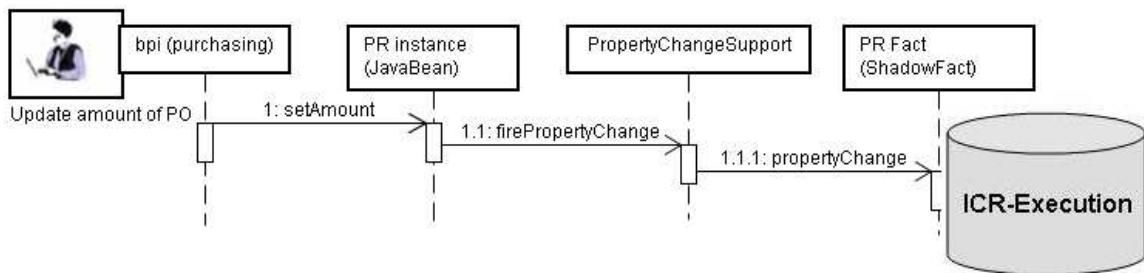 bpi (purchasing)
PR instance
(JavaBean)
PropertyChangeSupport
PR Fact
(ShadowFact)
Update amount of PO
1: setAmount
1.1: firePropertyChange
1.1.1: propertyChange
ICR-Execution